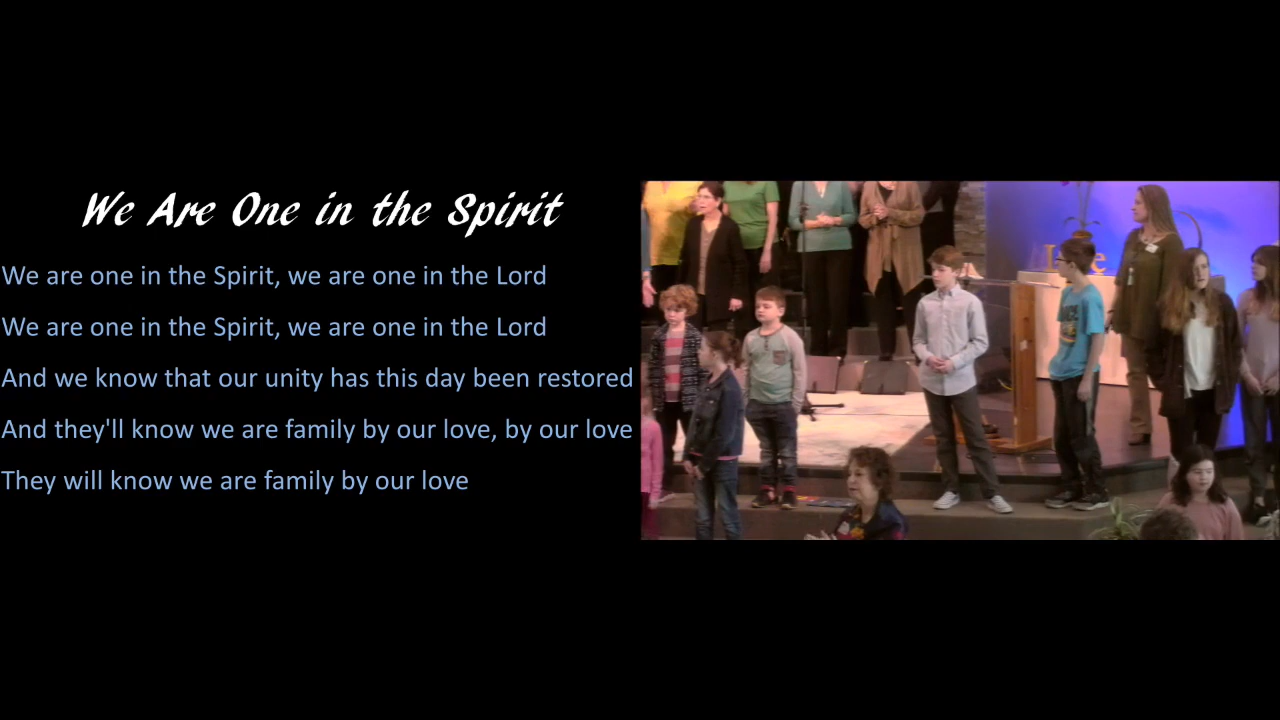 We Are One in the Spirit
We are one in the Spirit, we are one in the Lord
We are one in the Spirit, we are one in the Lord
And we know that our unity has this day been restored
And they'll know we are family by our love, by our love
They will know we are family by our love